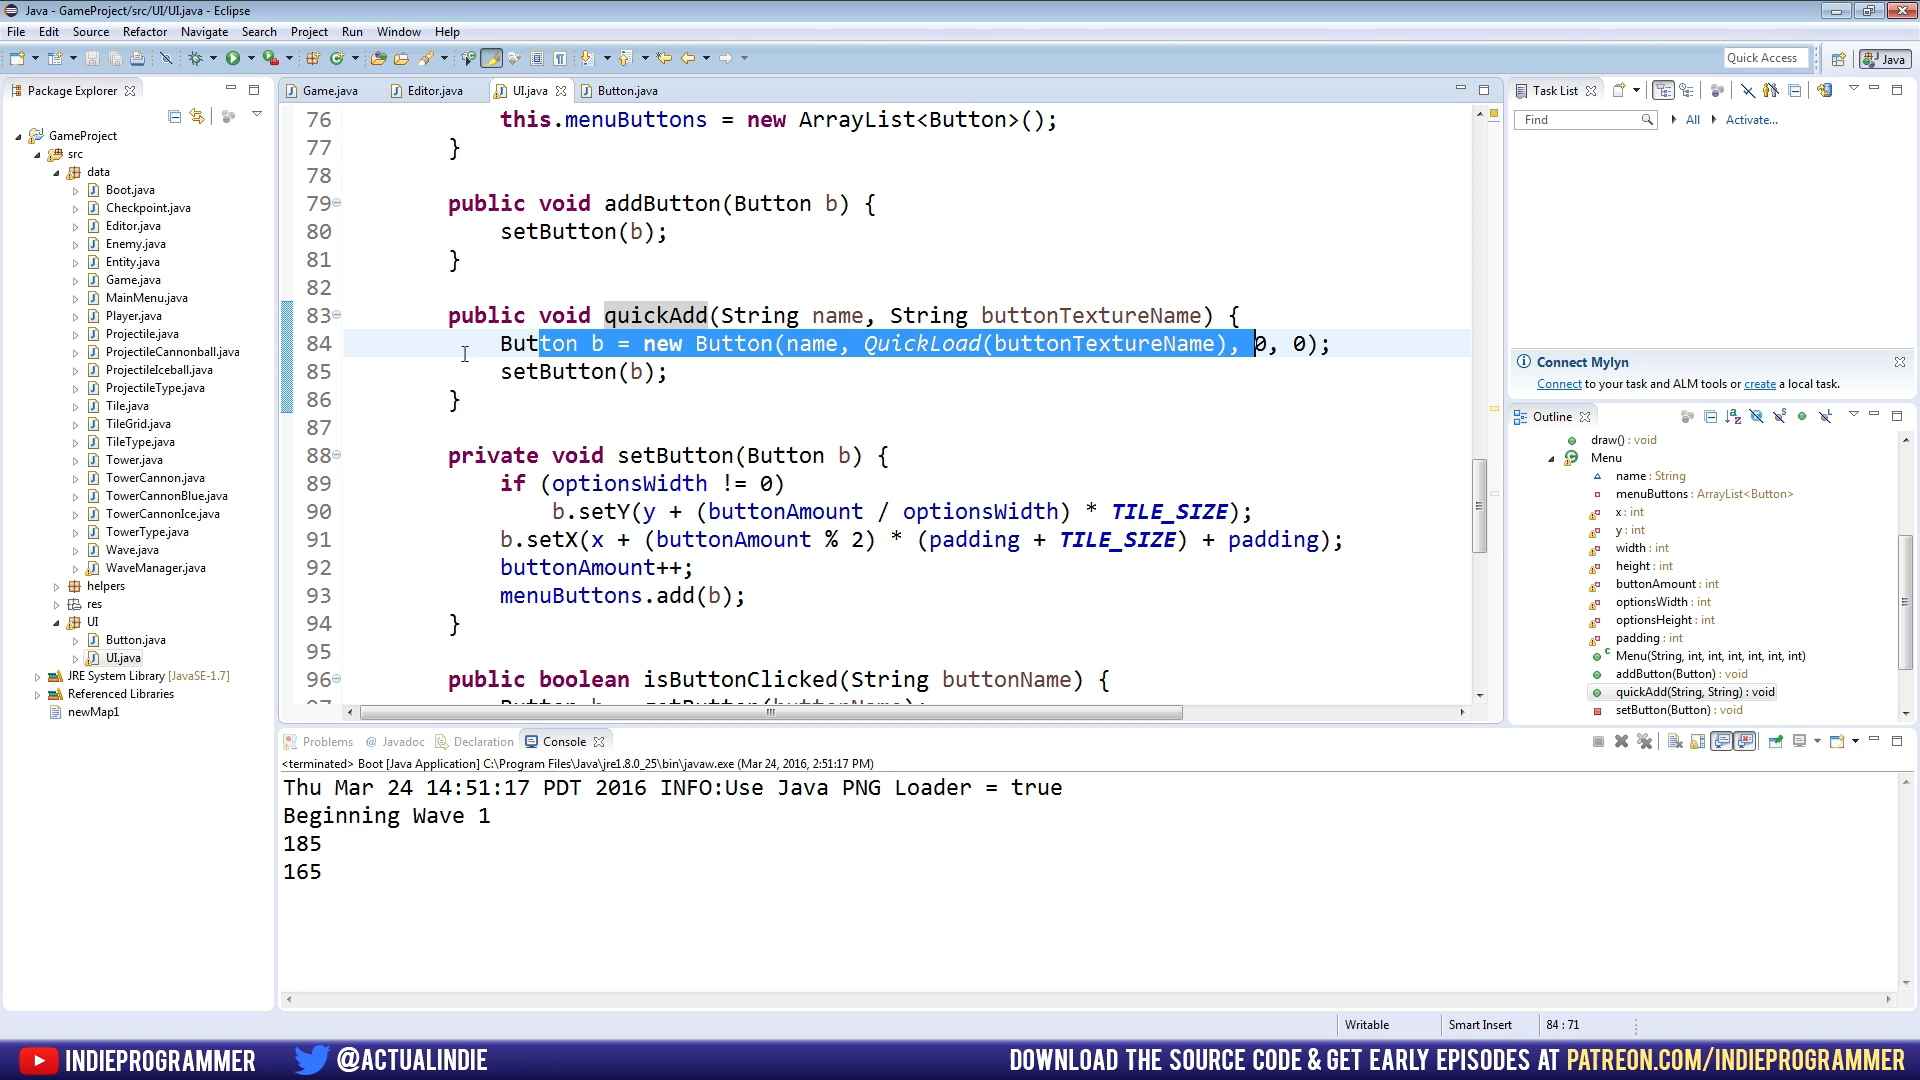 Java - GameProject/src/UI/UI.java - Eclipse
File Edit Source Refactor Navigate Search Project Run Window Help
Quick Access
Java
Package Explorer
GameProject
src
data
Boot.java
Checkpoint.java
Editor.java
Enemy.java
Entity.java
Game.java
MainMenu.java
Player.java
Projectile.java
ProjectileCannonball.java
ProjectileIceball.java
ProjectileType.java
Tile.java
TileGrid.java
TileType.java
Tower.java
TowerCannon.java
TowerCannonBlue.java
TowerCannonIce.java
TowerType.java
Wave.java
WaveManager.java
helpers
res
UI
Button.java
UI.java
JRE System Library [JavaSE-1.7]
Referenced Libraries
newMap1
Game.java Editor.java UI.java Button.java
76 this.menuButtons = new ArrayList<Button>();
77 }
78
79 public void addButton(Button b) {
80 setButton(b);
81 }
82
83 public void quickAdd(String name, String buttonTextureName) {
84 Button b = new Button(name, QuickLoad(buttonTextureName), 0, 0);
85 setButton(b);
86 }
87
88 private void setButton(Button b) {
89 if (optionsWidth != 0)
90 b.setY(y + (buttonAmount / optionsWidth) * TILE_SIZE);
91 b.setX(x + (buttonAmount % 2) * (padding + TILE_SIZE) + padding);
92 buttonAmount++;
93 menuButtons.add(b);
94 }
95
96 public boolean isButtonClicked(String buttonName) {
Task List
Find All Activate...
Connect Mylyn
Connect to your task and ALM tools or create a local task.
Outline
draw() : void
Menu
name : String
menuButtons : ArrayList<Button>
x : int
y : int
width : int
height : int
buttonAmount : int
optionsWidth : int
optionsHeight : int
padding : int
Menu(String, int, int, int, int, int, int)
addButton(Button) : void
quickAdd(String, String) : void
setButton(Button) : void
Problems @ Javadoc Declaration Console
<terminated> Boot [Java Application] C:\Program Files\Java\jre1.8.0_25\bin\javaw.exe (Mar 24, 2016, 2:51:17 PM)
Thu Mar 24 14:51:17 PDT 2016 INFO:Use Java PNG Loader = true
Beginning Wave 1
185
165
Writable Smart Insert 84 : 71
INDIEPROGRAMMER @ACTUALINDIE DOWNLOAD THE SOURCE CODE & GET EARLY EPISODES AT PATREON.COM/INDIEPROGRAMMER